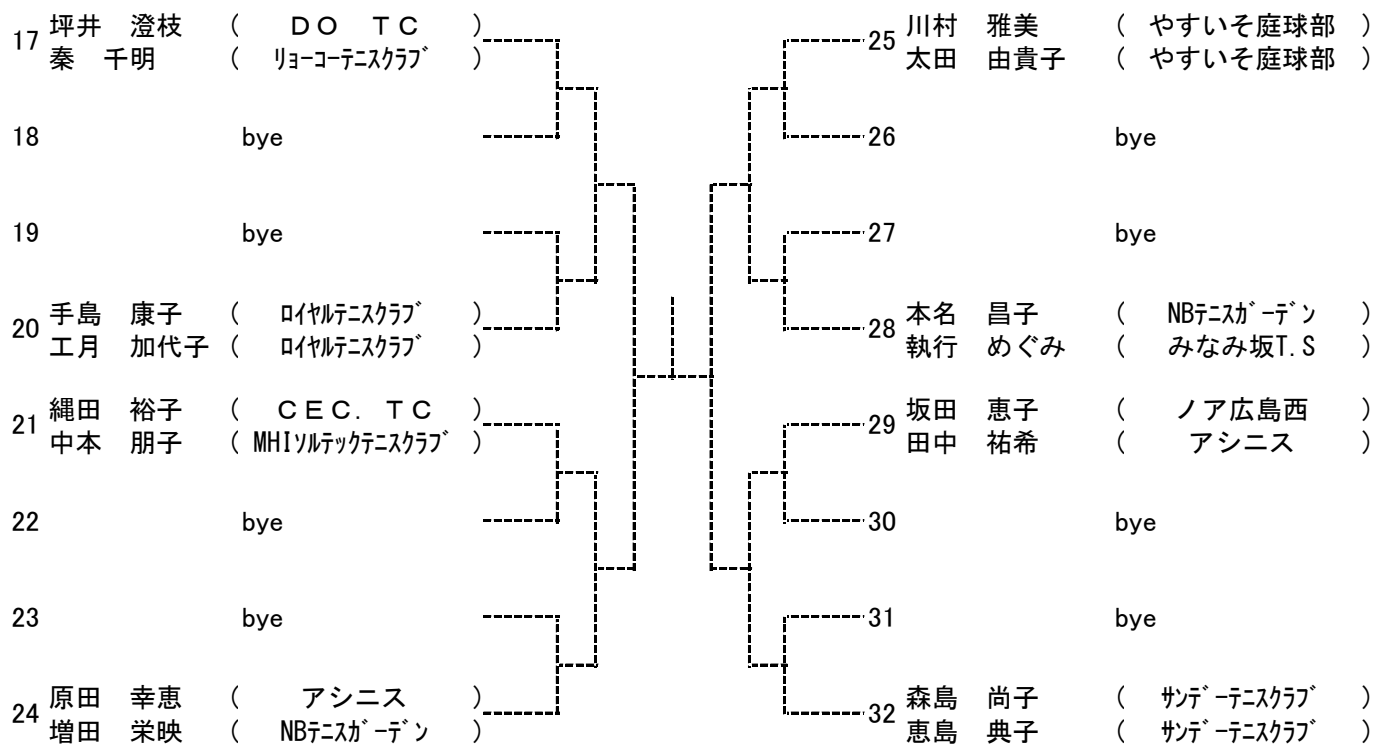 17 坪井 澄枝 ( ＤＯ ＴＣ )
秦 千明 ( ﾘｮｰｺｰﾃﾆｽｸﾗﾌﾞ )
18 bye
19 bye
20 手島 康子 ( ﾛｲﾔﾙﾃﾆｽｸﾗﾌﾞ )
工月 加代子 ( ﾛｲﾔﾙﾃﾆｽｸﾗﾌﾞ )
21 縄田 裕子 ( ＣＥＣ．ＴＣ )
中本 朋子 ( MHIｿﾙﾃｯｸﾃﾆｽｸﾗﾌﾞ )
22 bye
23 bye
24 原田 幸恵 ( アシニス )
増田 栄映 ( NBﾃﾆｽｶﾞｰﾃﾞﾝ )
25 川村 雅美 ( やすいそ庭球部 )
太田 由貴子 ( やすいそ庭球部 )
26 bye
27 bye
28 本名 昌子 ( NBﾃﾆｽｶﾞｰﾃﾞﾝ )
執行 めぐみ ( みなみ坂T.S )
29 坂田 恵子 ( ノア広島西 )
田中 祐希 ( アシニス )
30 bye
31 bye
32 森島 尚子 ( ｻﾝﾃﾞｰﾃﾆｽｸﾗﾌﾞ )
恵島 典子 ( ｻﾝﾃﾞｰﾃﾆｽｸﾗﾌﾞ )